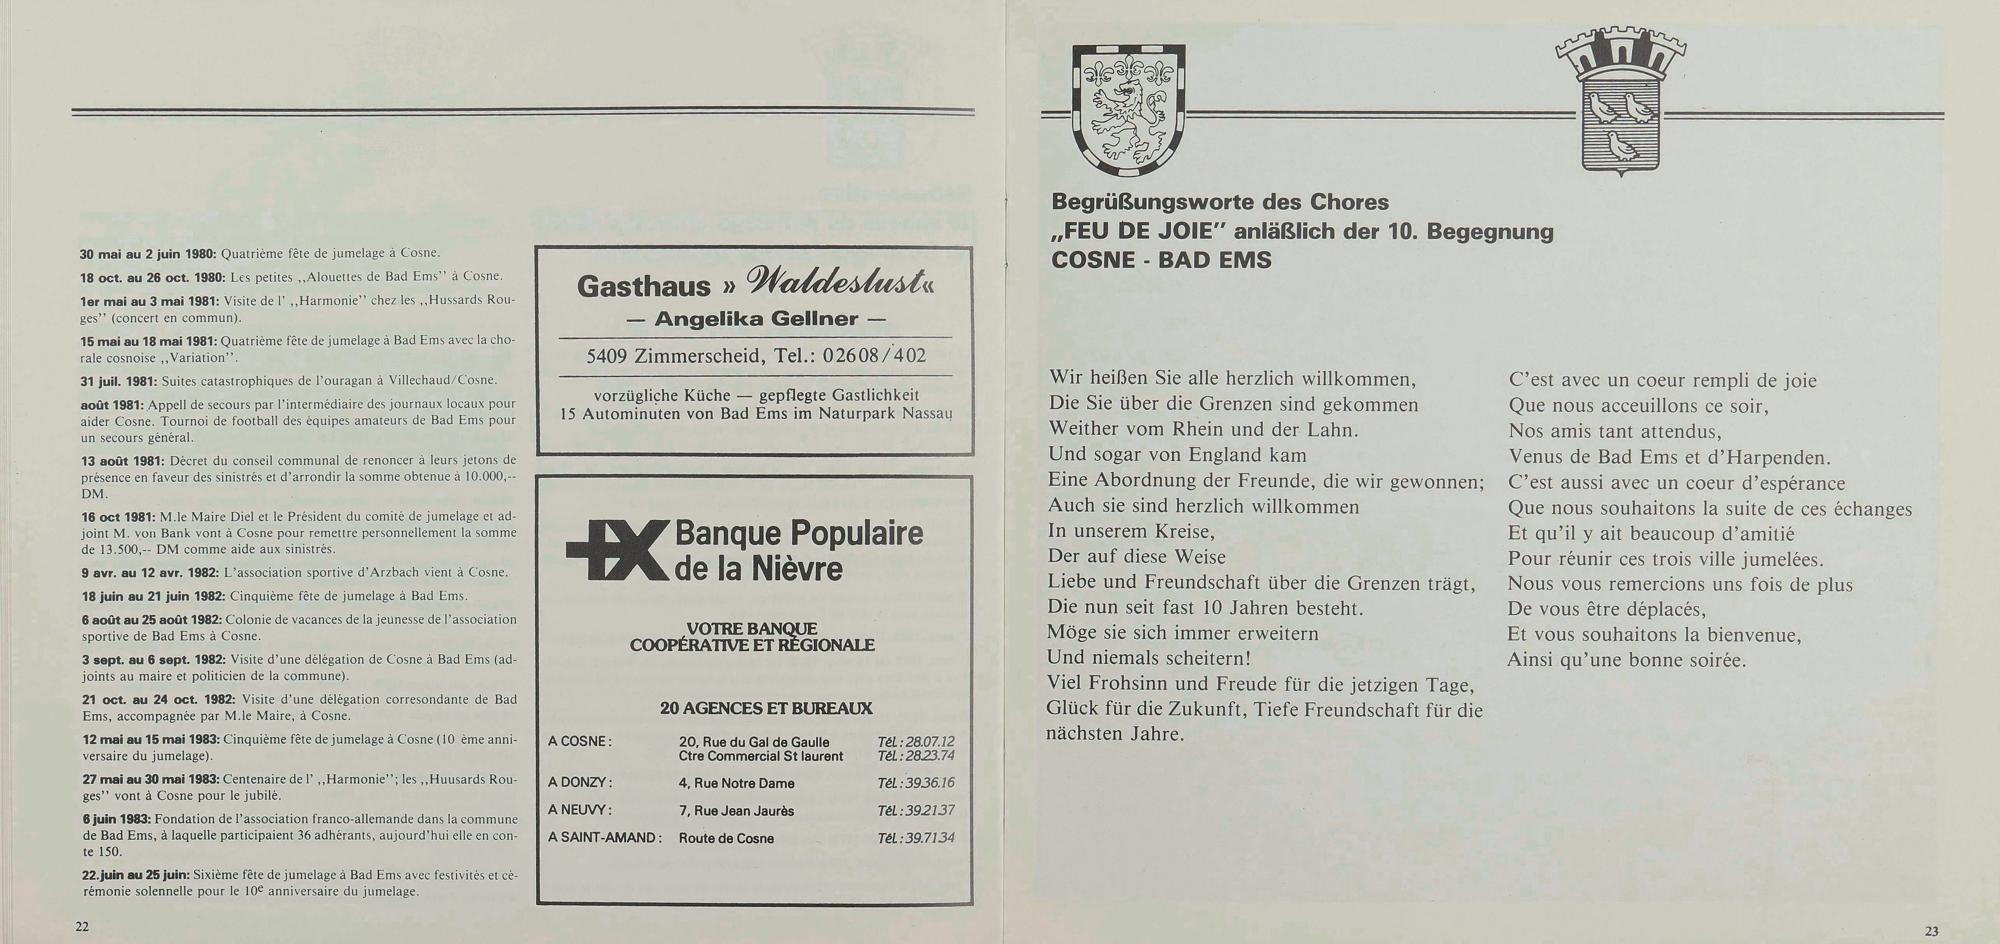 30 mai au 2 juin 1980: Quatrième fête de jumelage à Cosne.
18 oct. au 26 oct. 1980: Les petites ,,Alouettes de Bad Ems'' à Cosne.
1er mai au 3 mai 1981: Visite de l' ,,Harmonie'' chez les ,,Hussards Rou-
ges'' (concert en commun).
15 mai au 18 mai 1981: Quatrième fête de jumelage à Bad Ems avec la cho-
rale cosnoise ,,Variation''.
31 juil. 1981: Suites catastrophiques de l'ouragan à Villechaud/Cosne.
août 1981: Appell de secours par l'intermédiaire des journaux locaux pour
aider Cosne. Tournoi de football des équipes amateurs de Bad Ems pour
un secours général.
13 août 1981: Décret du conseil communal de renoncer à leurs jetons de
présence en faveur des sinistrés et d'arrondir la somme obtenue à 10.000,--
DM.
16 oct 1981: M.le Maire Diel et le Président du comité de jumelage et ad-
joint M. von Bank vont à Cosne pour remettre personnellement la somme
de 13.500,-- DM comme aide aux sinistrés.
9 avr. au 12 avr. 1982: L'association sportive d'Arzbach vient à Cosne.
18 juin au 21 juin 1982: Cinquième fête de jumelage à Bad Ems.
6 août au 25 août 1982: Colonie de vacances de la jeunesse de l'association
sportive de Bad Ems à Cosne.
3 sept. au 6 sept. 1982: Visite d'une délégation de Cosne à Bad Ems (ad-
joints au maire et politicien de la commune).
21 oct. au 24 oct. 1982: Visite d'une délégation corresondante de Bad
Ems, accompagnée par M.le Maire, à Cosne.
12 mai au 15 mai 1983: Cinquième fête de jumelage à Cosne (10 ème anni-
versaire du jumelage).
27 mai au 30 mai 1983: Centenaire de l' ,,Harmonie''; les ,,Huusards Rou-
ges'' vont à Cosne pour le jubilé.
6 juin 1983: Fondation de l'association franco-allemande dans la commune
de Bad Ems, à laquelle participaient 36 adhérants, aujourd'hui elle en con-
te 150.
22.juin au 25 juin: Sixième fête de jumelage à Bad Ems avec festivités et cé-
rémonie solennelle pour le 10e anniversaire du jumelage.
22
Gasthaus » Waldeslust«
— Angelika Gellner —
5409 Zimmerscheid, Tel.: 02608/402
vorzügliche Küche — gepflegte Gastlichkeit
15 Autominuten von Bad Ems im Naturpark Nassau
Banque Populaire
de la Nièvre
VOTRE BANQUE
COOPÉRATIVE ET RÉGIONALE
20 AGENCES ET BUREAUX
A COSNE: 20, Rue du Gal de Gaulle Tél.:28.07.12
Ctre Commercial St laurent Tél.:28.23.74
A DONZY: 4, Rue Notre Dame Tél.:39.36.16
A NEUVY: 7, Rue Jean Jaurès Tél.:39.21.37
A SAINT-AMAND: Route de Cosne Tél.:39.71.34
Begrüßungsworte des Chores
„FEU DE JOIE'' anläßlich der 10. Begegnung
COSNE - BAD EMS
Wir heißen Sie alle herzlich willkommen,
Die Sie über die Grenzen sind gekommen
Weither vom Rhein und der Lahn.
Und sogar von England kam
Eine Abordnung der Freunde, die wir gewonnen;
Auch sie sind herzlich willkommen
In unserem Kreise,
Der auf diese Weise
Liebe und Freundschaft über die Grenzen trägt,
Die nun seit fast 10 Jahren besteht.
Möge sie sich immer erweitern
Und niemals scheitern!
Viel Frohsinn und Freude für die jetzigen Tage,
Glück für die Zukunft, Tiefe Freundschaft für die
nächsten Jahre.
C'est avec un coeur rempli de joie
Que nous acceuillons ce soir,
Nos amis tant attendus,
Venus de Bad Ems et d'Harpenden.
C'est aussi avec un coeur d'espérance
Que nous souhaitons la suite de ces échanges
Et qu'il y ait beaucoup d'amitié
Pour réunir ces trois ville jumelées.
Nous vous remercions uns fois de plus
De vous être déplacés,
Et vous souhaitons la bienvenue,
Ainsi qu'une bonne soirée.
23